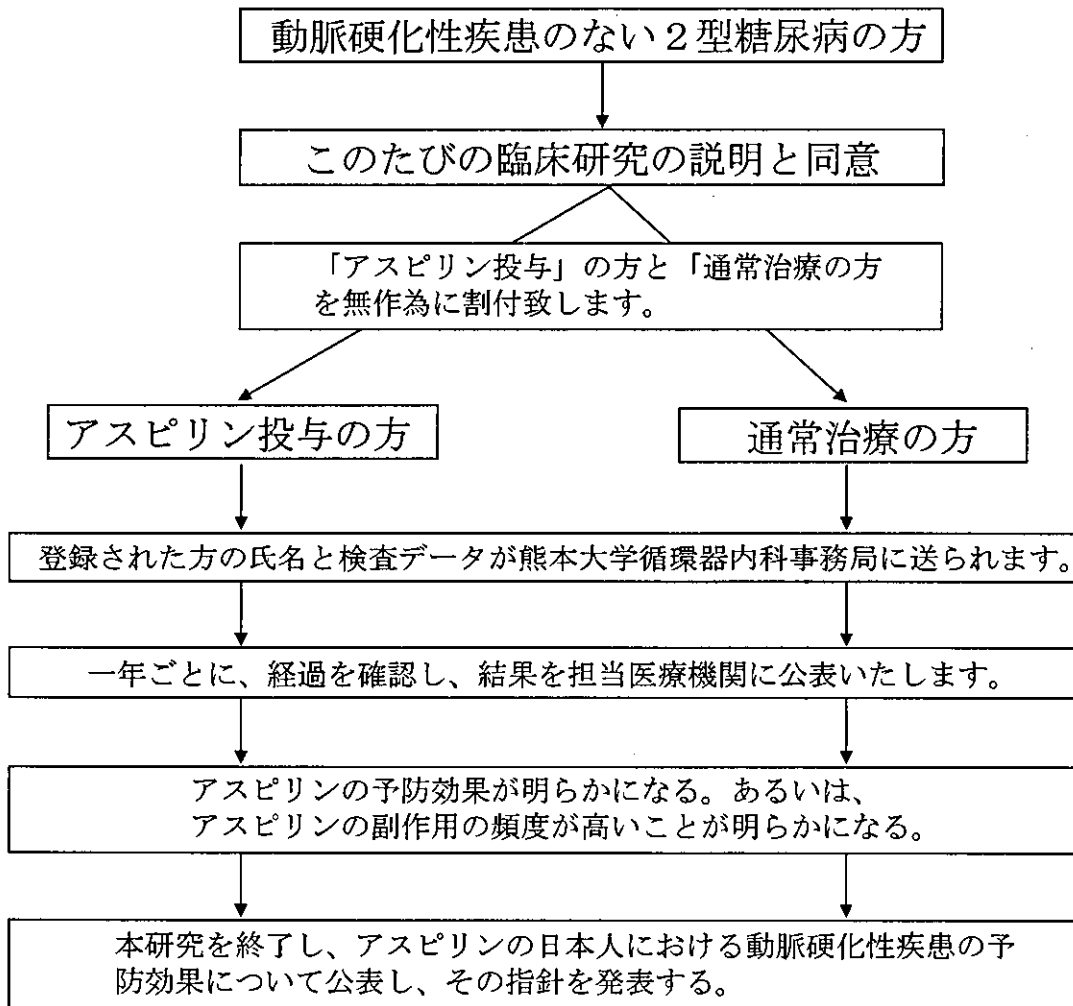 動脈硬化性疾患のない２型糖尿病の方
このたびの臨床研究の説明と同意
「アスピリン投与」の方と「通常治療の方
を無作為に割付致します。
アスピリン投与の方
通常治療の方
登録された方の氏名と検査データが熊本大学循環器内科事務局に送られます。
一年ごとに、経過を確認し、結果を担当医療機関に公表いたします。
アスピリンの予防効果が明らかになる。あるいは、
アスピリンの副作用の頻度が高いことが明らかになる。
本研究を終了し、アスピリンの日本人における動脈硬化性疾患の予
防効果について公表し、その指針を発表する。